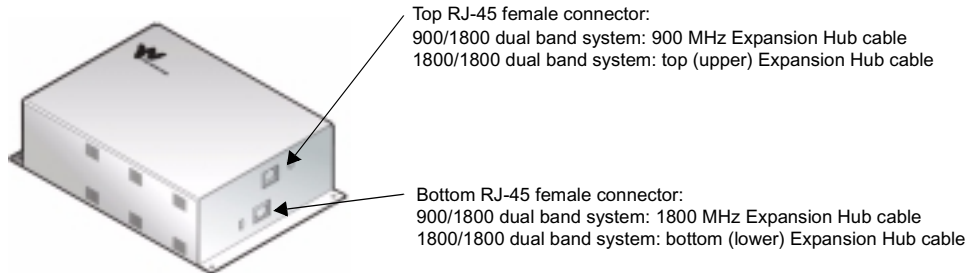 Top RJ-45 female connector:
900/1800 dual band system: 900 MHz Expansion Hub cable
1800/1800 dual band system: top (upper) Expansion Hub cable
Bottom RJ-45 female connector:
900/1800 dual band system: 1800 MHz Expansion Hub cable
1800/1800 dual band system: bottom (lower) Expansion Hub cable